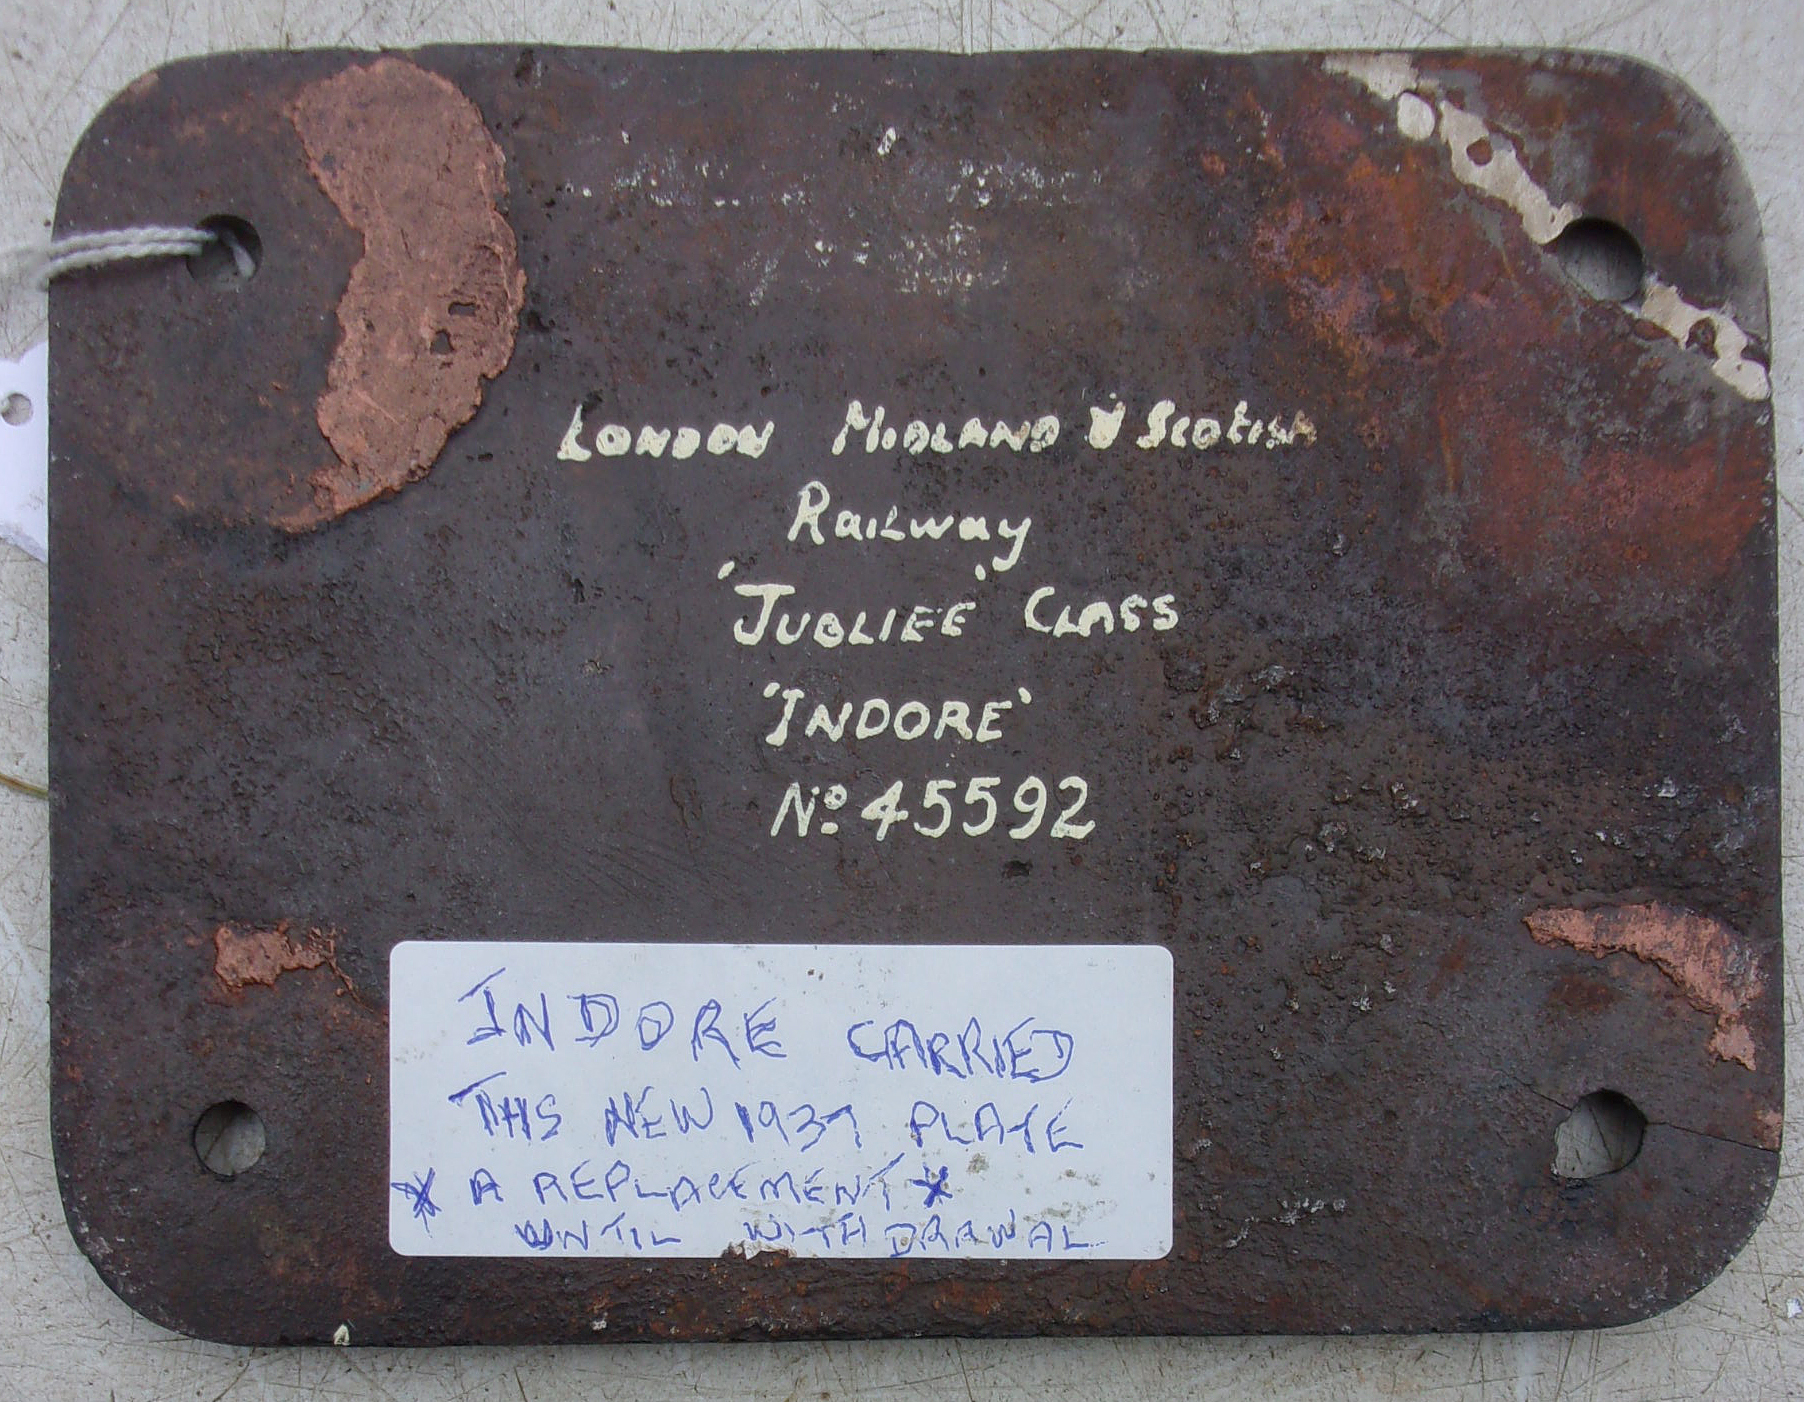 LONDON MIDLAND & Scotish
Railway
'JUBLIEE' CLASS
'INDORE'
No 45592
INDORE CARRIED
THIS NEW 1937 PLATE
* A REPLACEMENT *
UNTIL WITHDRAWAL